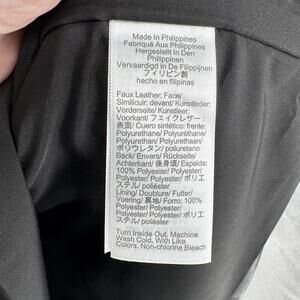 Made In Philippines
Fabriqué Aux Philippines
Hergestellt In Den
Philippinen
Vervaardigd In De Filippijnen
フィリピン製
hecho en filipinas
Faux Leather: Face/
Similicuir: devant/ Kunstleder:
Vorderseite/ Kunstleer:
Voorkant/ フェイクレザー :
表面/ Cuero sintético: frente:
Polyurethane/ Polyuréthane/
Polyurethan/ Polyurethaan/
ポリウレタン/ poliuretano
Back/ Envers/ Rückseite/
Achterkant/ 後身頃/ Espalda:
100% Polyester/ Polyester/
Polyester/ Polyester/ ポリエ
ステル/ poliéster
Lining/ Doublure/ Futter/
Voering/ 裏地/ Forro: 100%
Polyester/ Polyester/
Polyester/ Polyester/ ポリエ
ステル/ poliéster
Turn Inside Out. Machine
Wash Cold. With Like
Colors. Non-chlorine Bleach